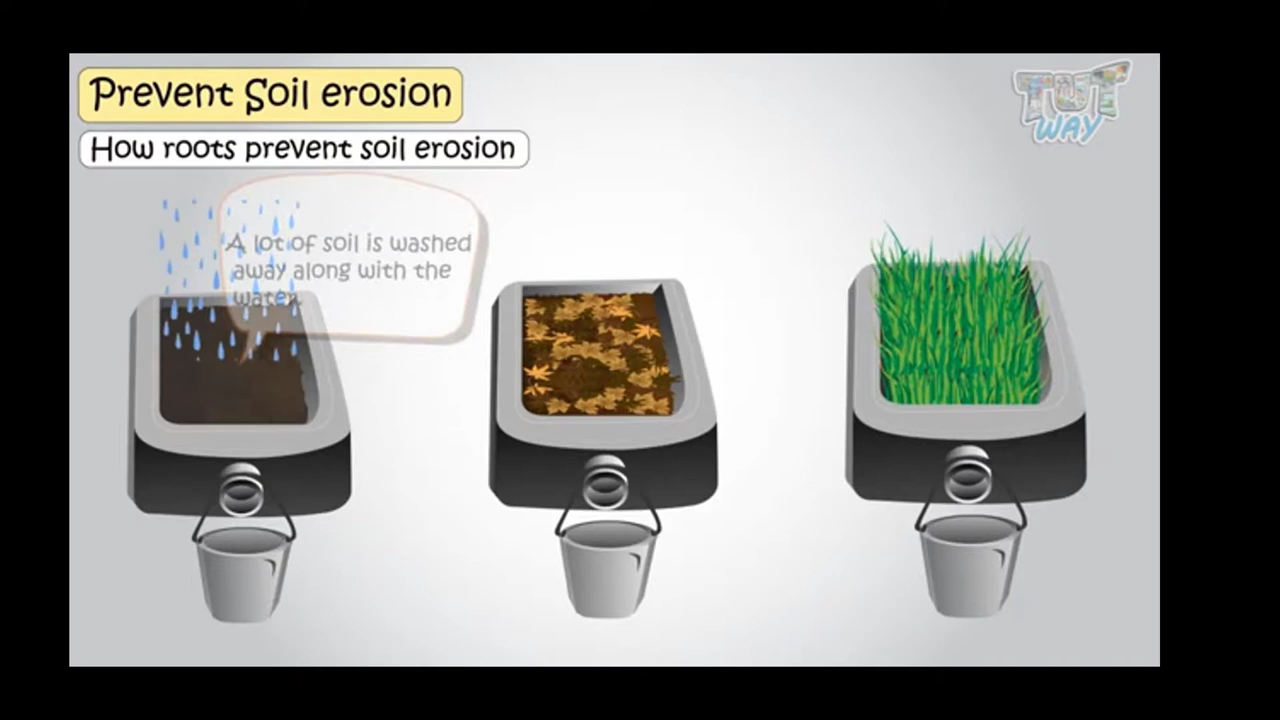 Prevent Soil erosion
TUT
WAY
How roots prevent soil erosion
A lot of soil is washed
away along with the
water.